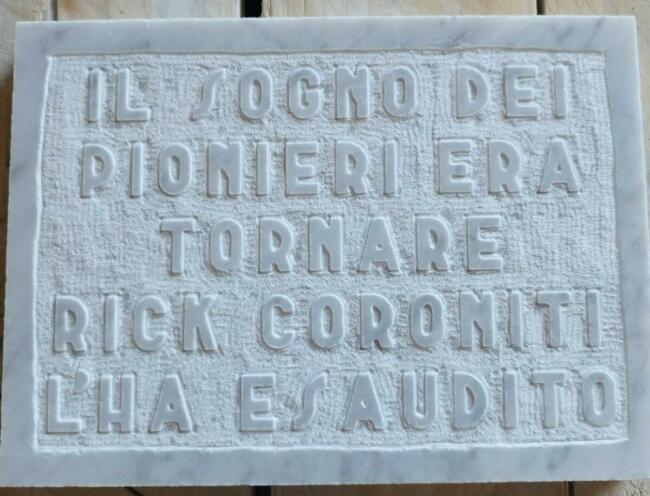 IL SOGNO DEI
PIONIERI ERA
TORNARE
RICK CORONITI
L'HA ESAUDITO